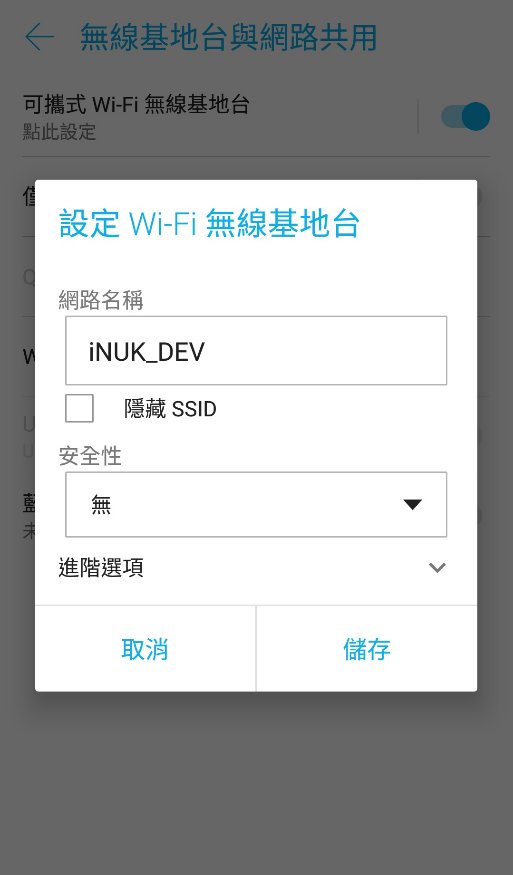 無線基地台與網路共用
可攜式 Wi-Fi 無線基地台
點此設定
設定 Wi-Fi 無線基地台
網路名稱
iNUK_DEV
隱藏 SSID
安全性
無
進階選項
取消
儲存